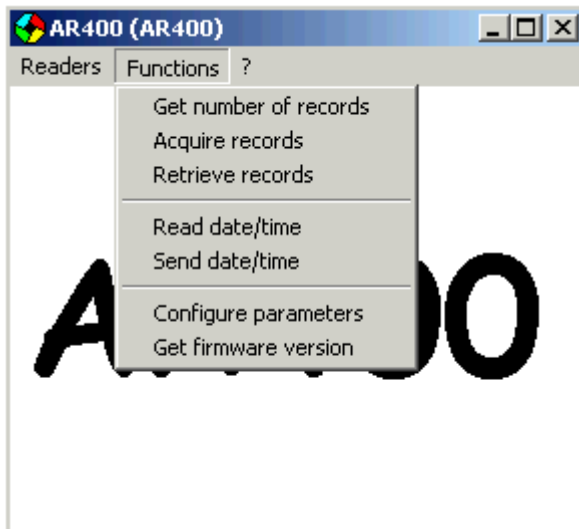 AR400 (AR400)
Readers Functions ?
Get number of records
Acquire records
Retrieve records
Read date/time
Send date/time
Configure parameters
Get firmware version